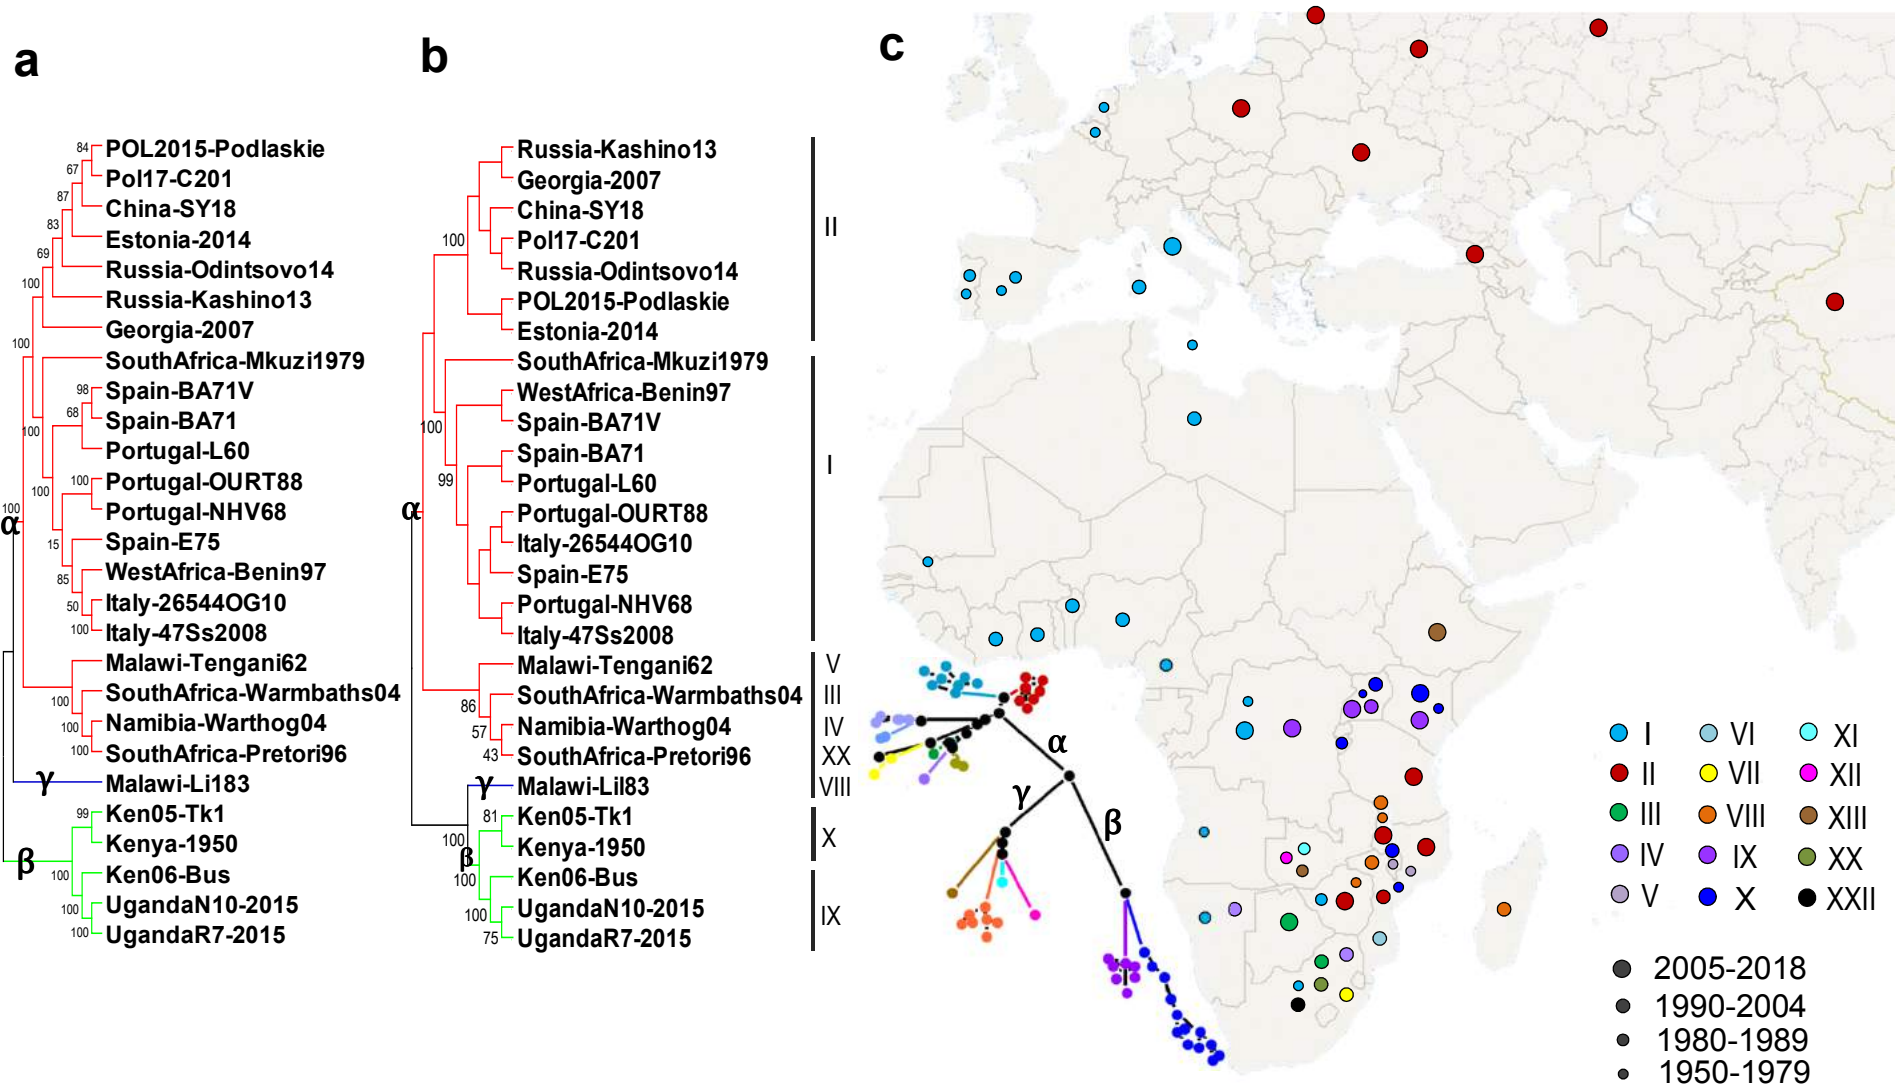 a
84
POL2015-Podlaskie
67
Pol17-C201
87
China-SY18
83
Estonia-2014
69
Russia-Odintsovo14
100
Russia-Kashino13
Georgia-2007
100
SouthAfrica-Mkuzi1979
98
Spain-BA71V
68
Spain-BA71
100
Portugal-L60
100
Portugal-OURT88
100
100
Portugal-NHV68
α
15
Spain-E75
85
WestAfrica-Benin97
50
Italy-26544OG10
100
Italy-47Ss2008
Malawi-Tengani62
100
SouthAfrica-Warmbaths04
100
Namibia-Warthog04
100
SouthAfrica-Pretori96
γ
Malawi-Li183
99
Ken05-Tk1
Kenya-1950
β
100
Ken06-Bus
100
UgandaN10-2015
100
UgandaR7-2015
b
Russia-Kashino13
Georgia-2007
China-SY18
100
Pol17-C201
Russia-Odintsovo14
POL2015-Podlaskie
Estonia-2014
II
SouthAfrica-Mkuzi1979
WestAfrica-Benin97
100
Spain-BA71V
Spain-BA71
99
Portugal-L60
α
Portugal-OURT88
Italy-26544OG10
Spain-E75
Portugal-NHV68
Italy-47Ss2008
I
Malawi-Tengani62
V
86
SouthAfrica-Warmbaths04
III
57
Namibia-Warthog04
IV
43
SouthAfrica-Pretori96
XX
γ
Malawi-Lil83
VIII
81
Ken05-Tk1
100
Kenya-1950
X
β
100
Ken06-Bus
100
UgandaN10-2015
IX
75
UgandaR7-2015
c
α
γ
β
I
VI
XI
II
VII
XII
III
VIII
XIII
IV
IX
XX
V
X
XXII
2005-2018
1990-2004
1980-1989
1950-1979